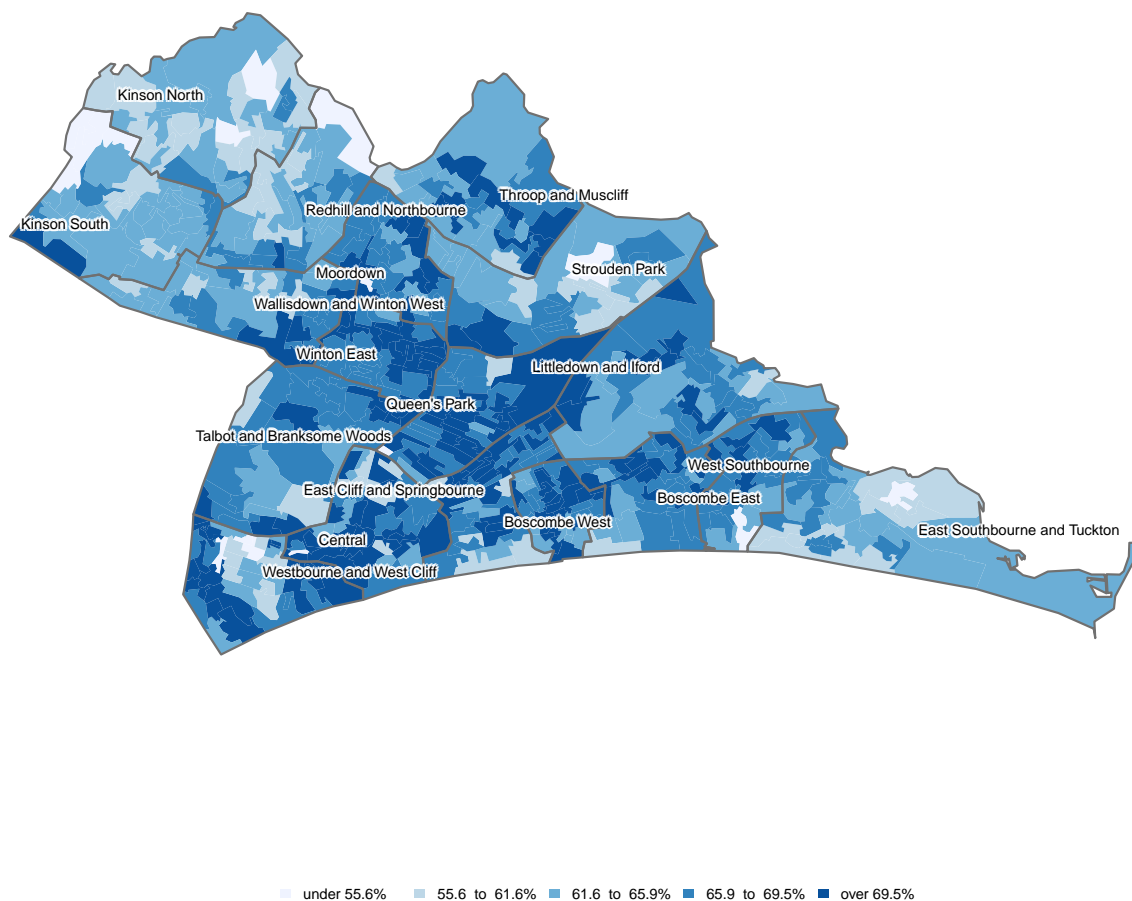 Kinson North
Throop and Muscliff
Redhill and Northbourne
Kinson South
Strouden Park
Moordown
Wallisdown and Winton West
Winton East
Littledown and Iford
Queen's Park
Talbot and Branksome Woods
West Southbourne
East Cliff and Springbourne
Boscombe East
Boscombe West
East Southbourne and Tuckton
Central
Westbourne and West Cliff
under 55.6% 55.6 to 61.6% 61.6 to 65.9% 65.9 to 69.5% over 69.5%